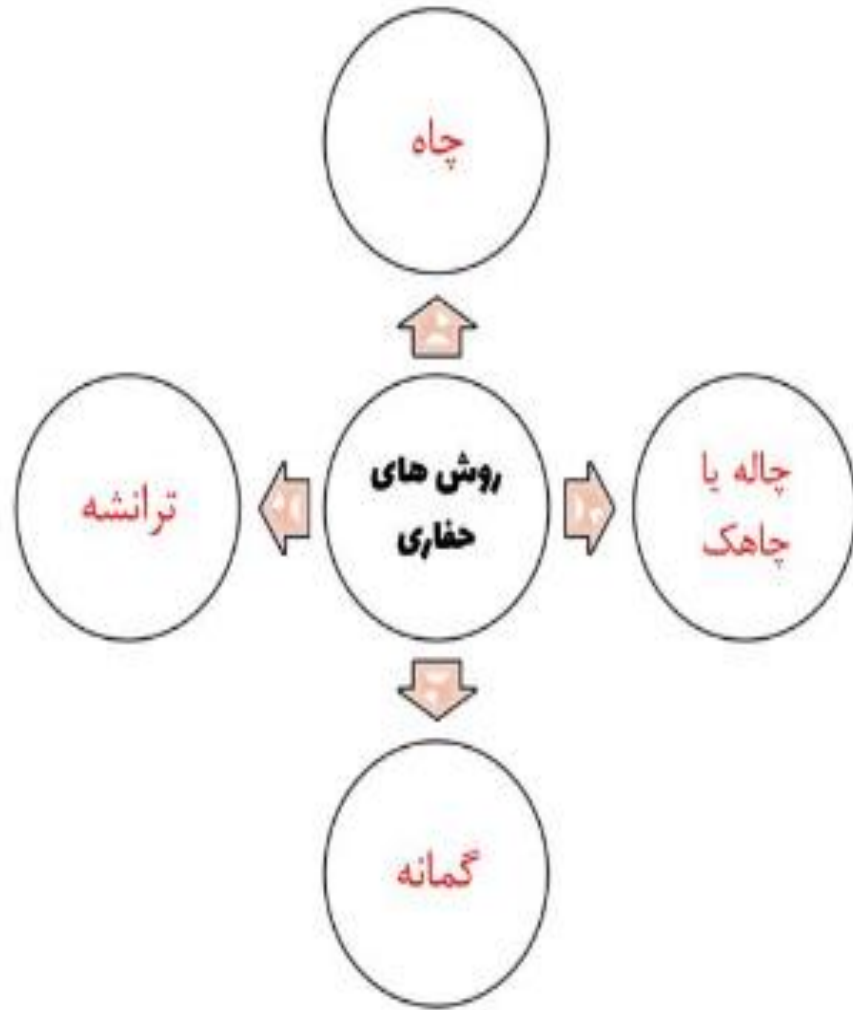 چاه
چاله یا
چاهک
روش های
حفاری
ترانشه
گمانه